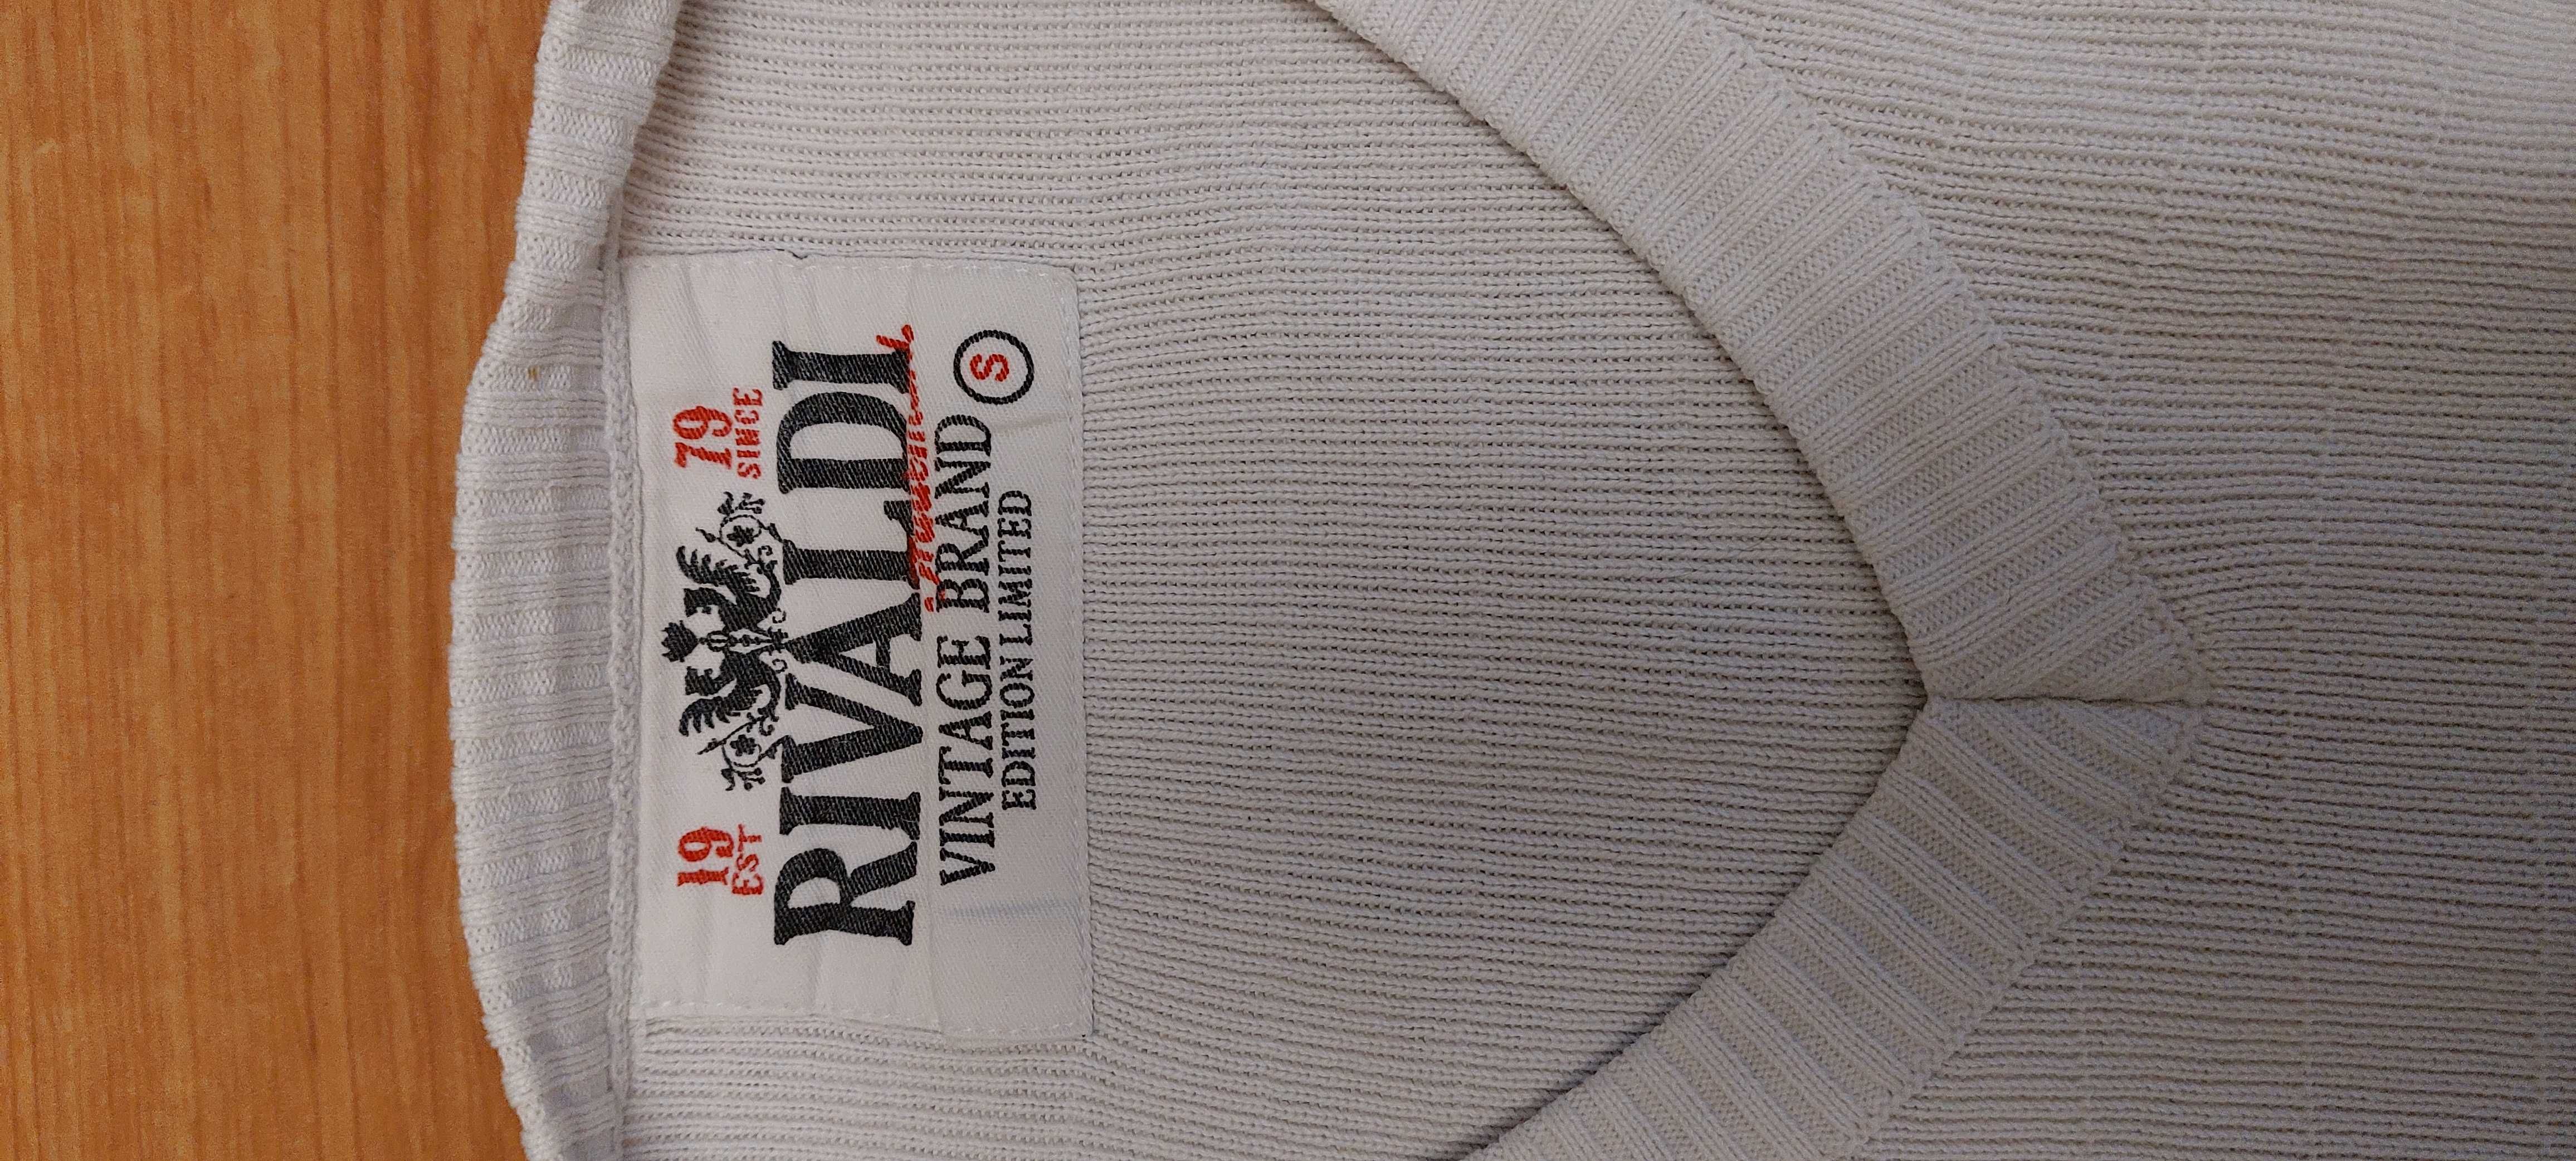 19 79
EST SINCE
RIVALDI
VINTAGE BRAND S
EDITION LIMITED